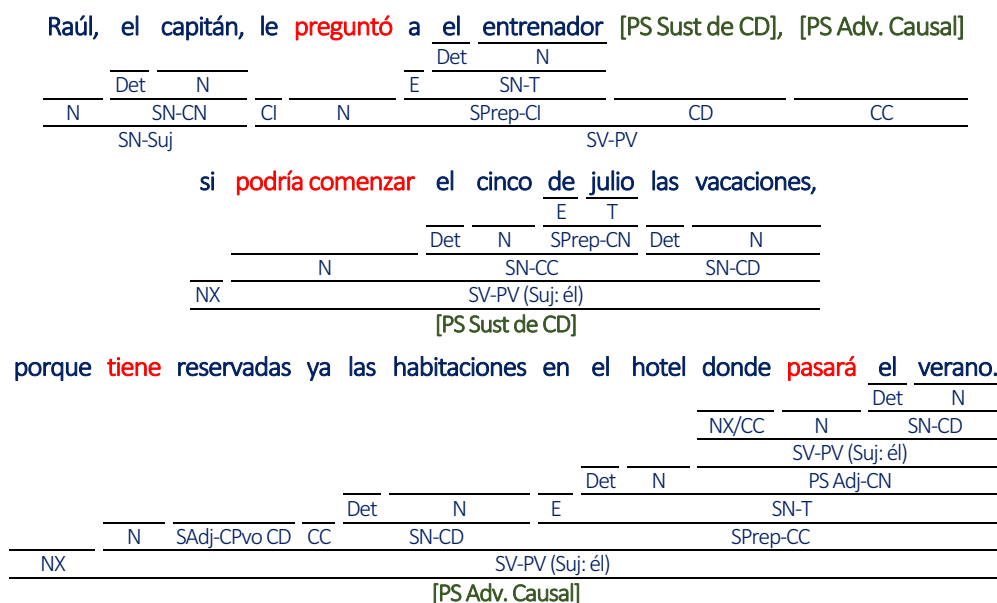 Raúl, el capitán, le preguntó a el entrenador [PS Sust de CD], [PS Adv. Causal]
Det N
Det N E SN-T
N SN-CN CI N SPrep-CI CD CC
SN-Suj SV-PV
si podría comenzar el cinco de julio las vacaciones,
E T
Det N SPrep-CN Det N
N SN-CC SN-CD
NX SV-PV (Suj: él)
[PS Sust de CD]
porque tiene reservadas ya las habitaciones en el hotel donde pasará el verano.
Det N
NX/CC N SN-CD
SV-PV (Suj: él)
Det N PS Adj-CN
Det N E SN-T
N SAdj-CPvo CD CC SN-CD SPrep-CC
NX SV-PV (Suj: él)
[PS Adv. Causal]